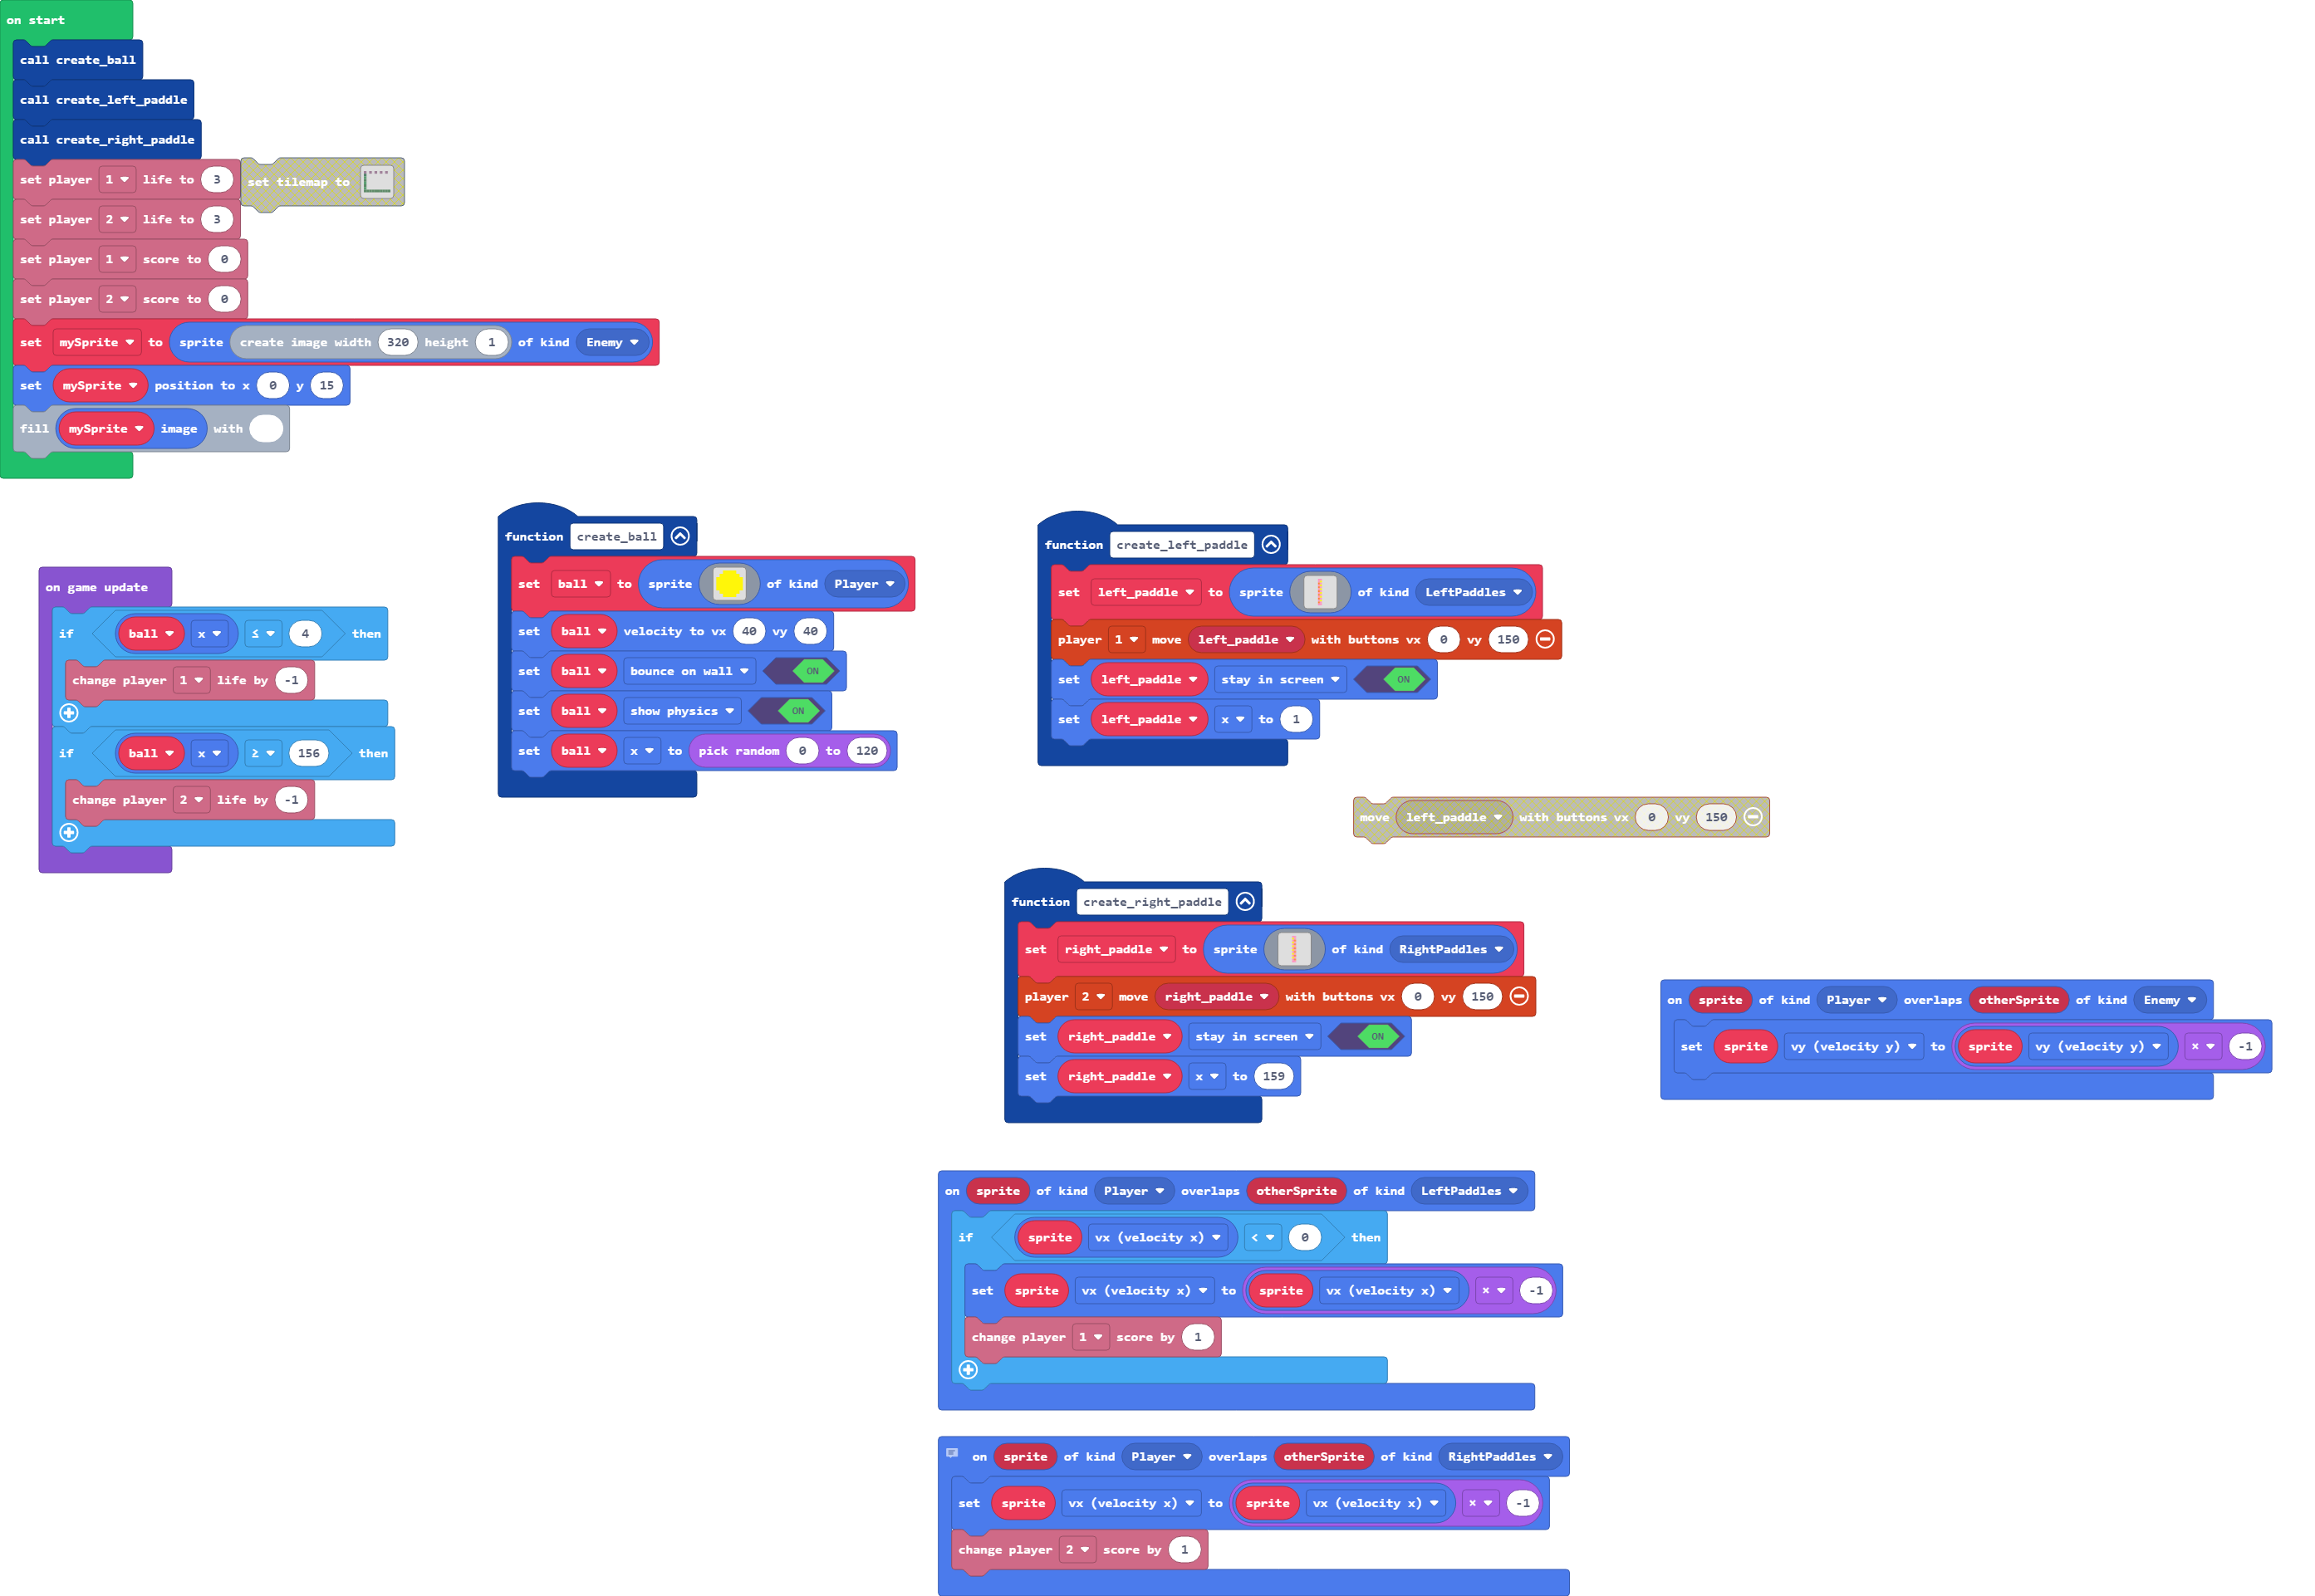 on start
call create_ball
call create_left_paddle
call create_right_paddle
set player 1 life to 3
set tilemap to
set player 2 life to 3
set player 1 score to 0
set player 2 score to 0
set mySprite to sprite create image width 320 height 1 of kind Enemy
set mySprite position to x 0 y 15
fill mySprite image with
on game update
if ball x ≤ 4 then
change player 1 life by -1
if ball x ≥ 156 then
change player 2 life by -1
function create_ball
set ball to sprite of kind Player
set ball velocity to vx 40 vy 40
set ball bounce on wall ON
set ball show physics ON
set ball x to pick random 0 to 120
function create_left_paddle
set left_paddle to sprite of kind LeftPaddles
player 1 move left_paddle with buttons vx 0 vy 150
set left_paddle stay in screen ON
set left_paddle x to 1
move left_paddle with buttons vx 0 vy 150
function create_right_paddle
set right_paddle to sprite of kind RightPaddles
player 2 move right_paddle with buttons vx 0 vy 150
set right_paddle stay in screen ON
set right_paddle x to 159
on sprite of kind Player overlaps otherSprite of kind Enemy
set sprite vy (velocity y) to sprite vy (velocity y) × -1
on sprite of kind Player overlaps otherSprite of kind LeftPaddles
if sprite vx (velocity x) < 0 then
set sprite vx (velocity x) to sprite vx (velocity x) × -1
change player 1 score by 1
on sprite of kind Player overlaps otherSprite of kind RightPaddles
set sprite vx (velocity x) to sprite vx (velocity x) × -1
change player 2 score by 1